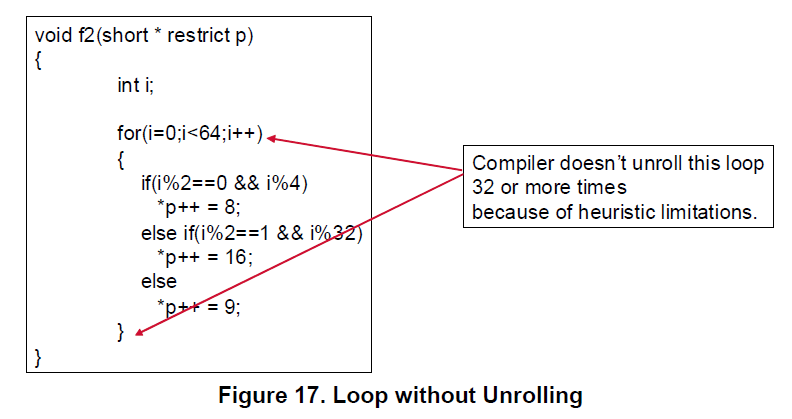 void f2(short * restrict p)
{
int i;
for(i=0;i<64;i++)
{
if(i%2==0 && i%4)
*p++ = 8;
else if(i%2==1 && i%32)
*p++ = 16;
else
*p++ = 9;
}
}
Compiler doesn't unroll this loop
32 or more times
because of heuristic limitations.
Figure 17. Loop without Unrolling